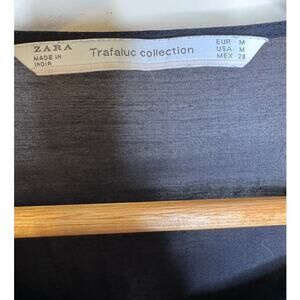 ZARA
MADE IN
INDIA
Trafaluc collection
EUR M
USA M
MEX 28